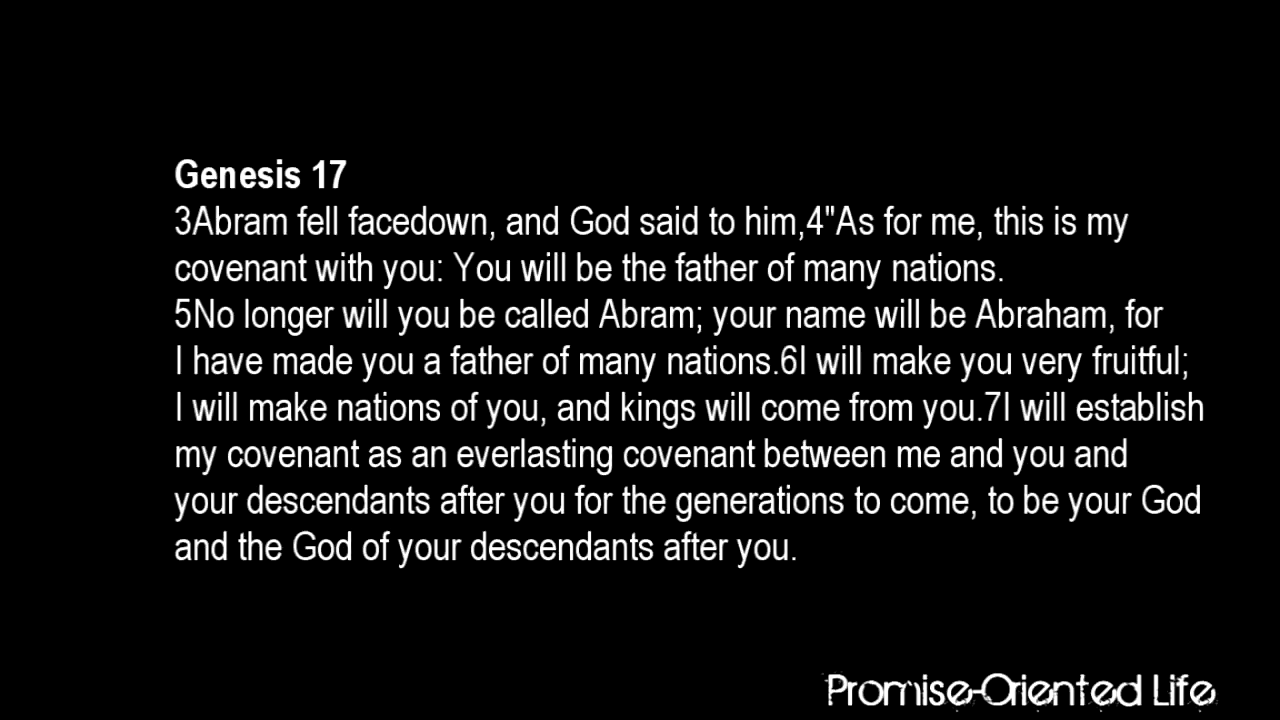 Genesis 17
3Abram fell facedown, and God said to him,4"As for me, this is my
covenant with you: You will be the father of many nations.
5No longer will you be called Abram; your name will be Abraham, for
I have made you a father of many nations.6I will make you very fruitful;
I will make nations of you, and kings will come from you.7I will establish
my covenant as an everlasting covenant between me and you and
your descendants after you for the generations to come, to be your God
and the God of your descendants after you.
Promise-Oriented Life